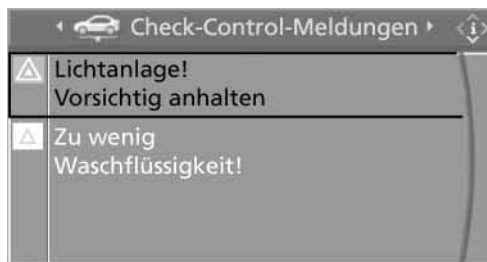 Check-Control-Meldungen
Lichtanlage!
Vorsichtig anhalten
Zu wenig
Waschflüssigkeit!